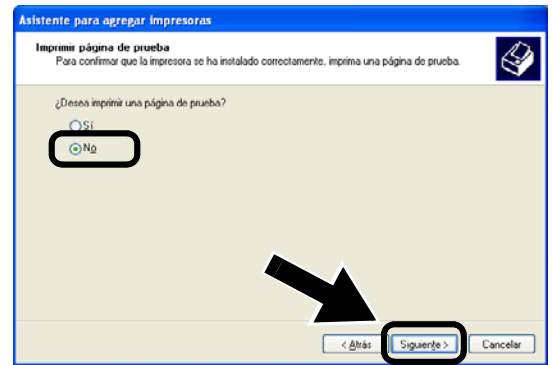 Asistente para agregar impresoras
Imprimir página de prueba
Para confirmar que la impresora se ha instalado correctamente, imprima una página de prueba.
¿Desea imprimir una página de prueba?
Sí
No
< Atrás
Siguiente >
Cancelar